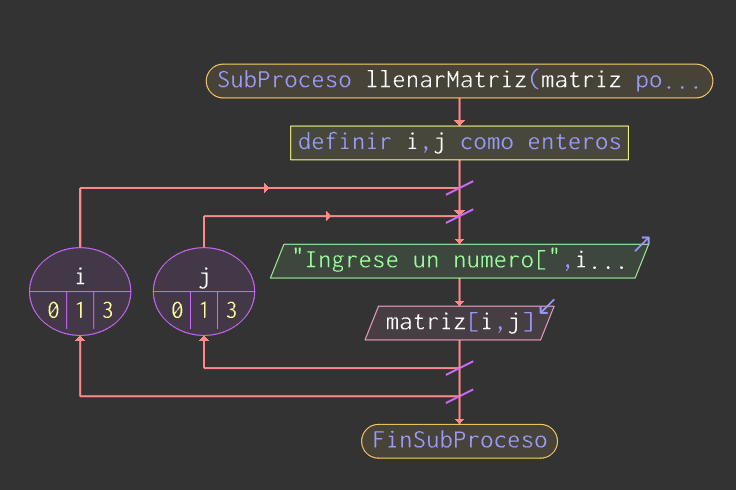 SubProceso llenarMatriz(matriz po...
definir i,j como enteros
"Ingrese un numero[",i...
i
0 1 3
j
0 1 3
matriz[i,j]
FinSubProceso